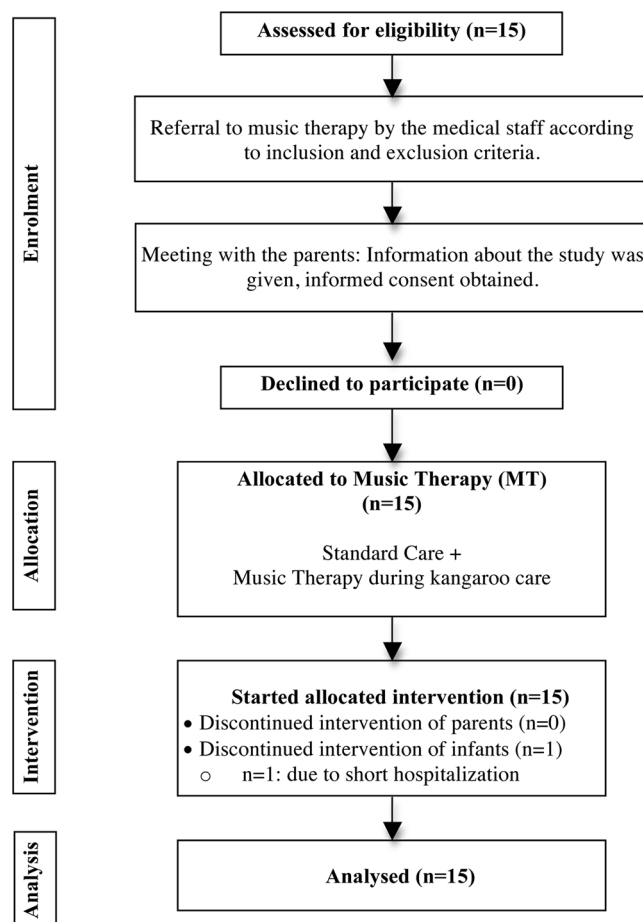 Enrolment
Assessed for eligibility (n=15)
Referral to music therapy by the medical staff according
to inclusion and exclusion criteria.
Meeting with the parents: Information about the study was
given, informed consent obtained.
Declined to participate (n=0)
Allocation
Allocated to Music Therapy (MT)
(n=15)
Standard Care +
Music Therapy during kangaroo care
Intervention
Started allocated intervention (n=15)
• Discontinued intervention of parents (n=0)
• Discontinued intervention of infants (n=1)
o n=1: due to short hospitalization
Analysis
Analysed (n=15)